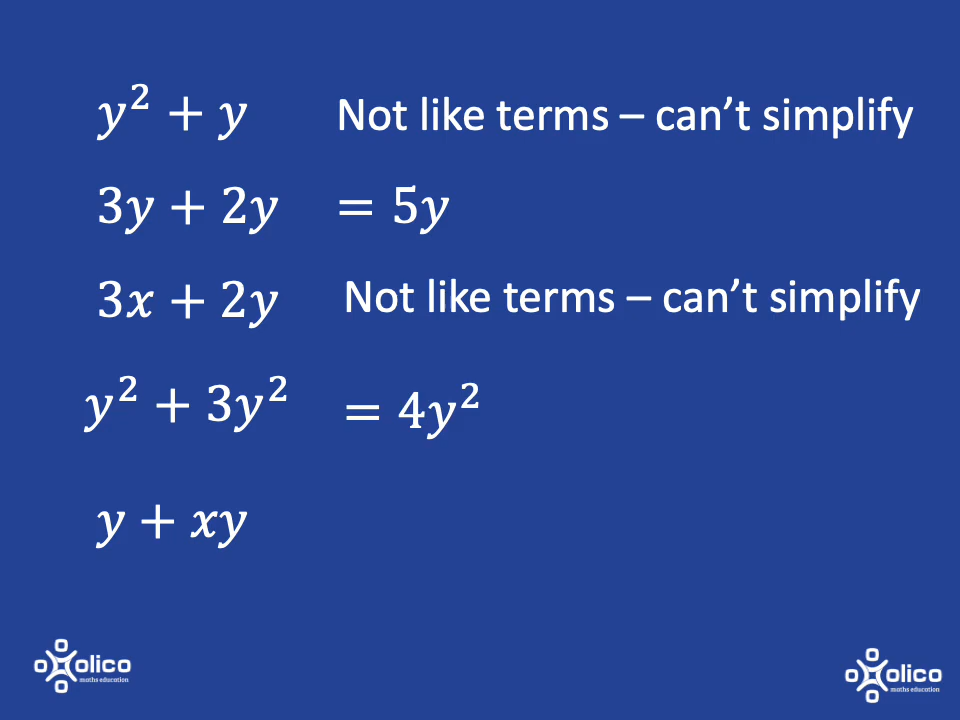 y² + y Not like terms – can’t simplify
3y + 2y = 5y
3x + 2y Not like terms – can’t simplify
y² + 3y² = 4y²
y + xy
olico
maths education
olico
maths education